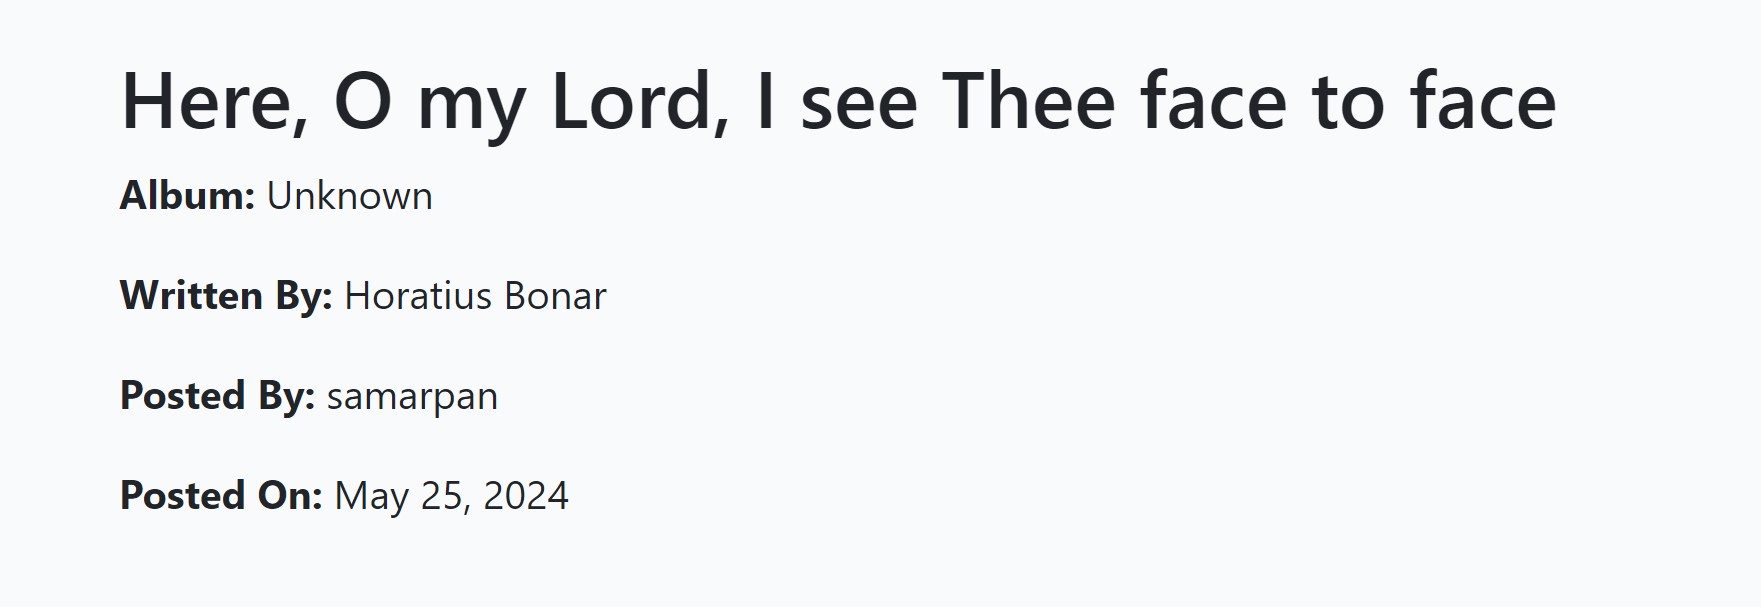 Here, O my Lord, I see Thee face to face
Album: Unknown
Written By: Horatius Bonar
Posted By: samarpan
Posted On: May 25, 2024